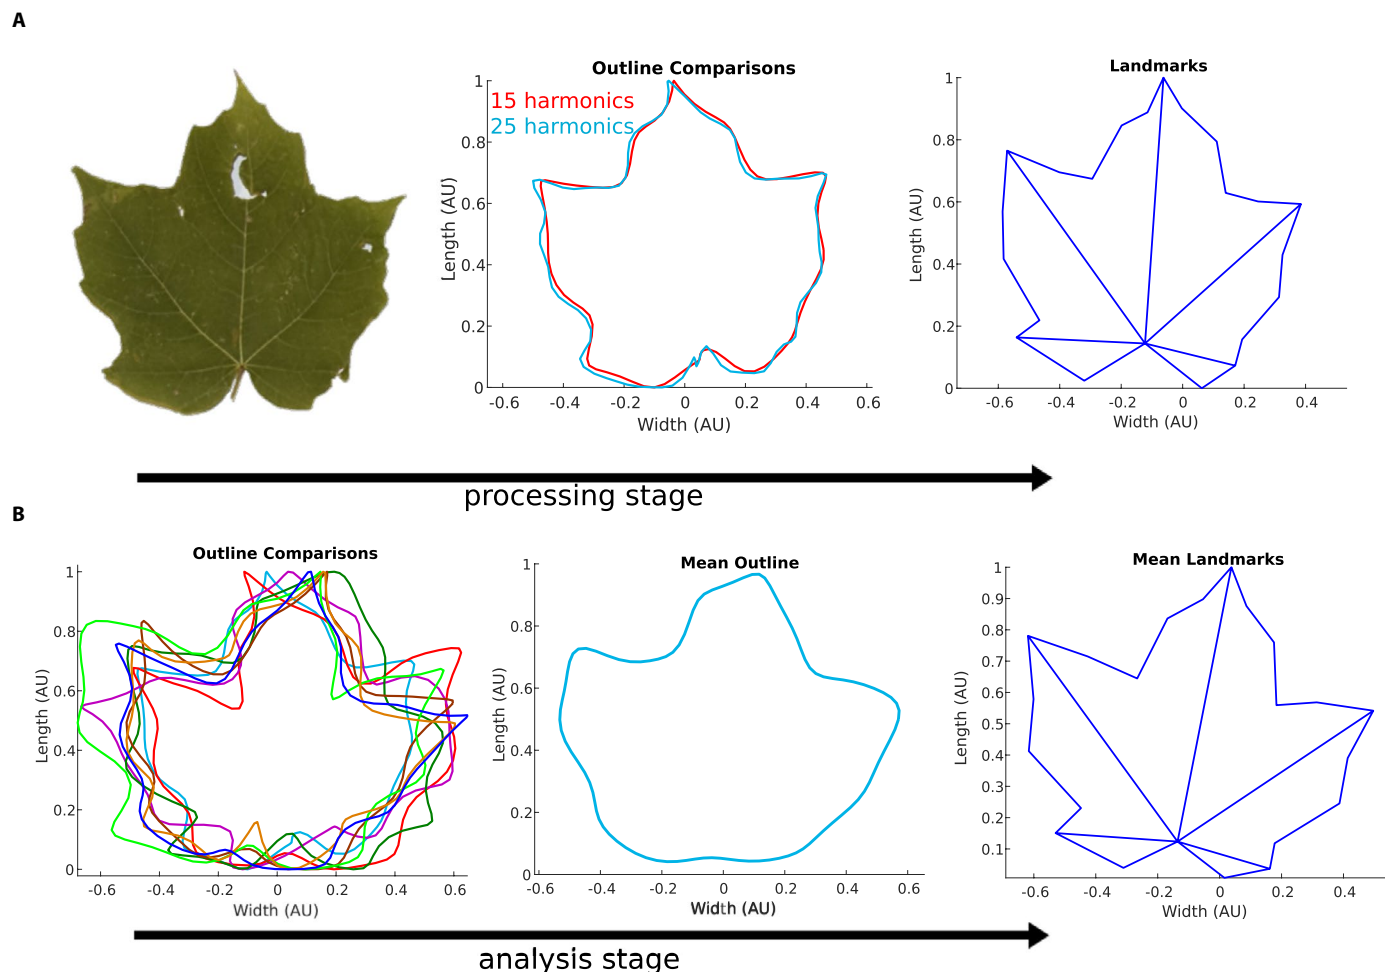 A
Outline Comparisons
15 harmonics
25 harmonics
1
0.8
0.6
0.4
0.2
0
Length (AU)
-0.6 -0.4 -0.2 0 0.2 0.4 0.6
Width (AU)
Landmarks
1
0.8
0.6
0.4
0.2
0
Length (AU)
-0.6 -0.4 -0.2 0 0.2 0.4
Width (AU)
processing stage
B
Outline Comparisons
1
0.8
0.6
0.4
0.2
0
Length (AU)
-0.6 -0.4 -0.2 0 0.2 0.4 0.6
Width (AU)
Mean Outline
1
0.8
0.6
0.4
0.2
0
Length (AU)
-0.6 -0.4 -0.2 0 0.2 0.4 0.6
Width (AU)
Mean Landmarks
1
0.9
0.8
0.7
0.6
0.5
0.4
0.3
0.2
0.1
Length (AU)
-0.6 -0.4 -0.2 0 0.2 0.4
Width (AU)
analysis stage